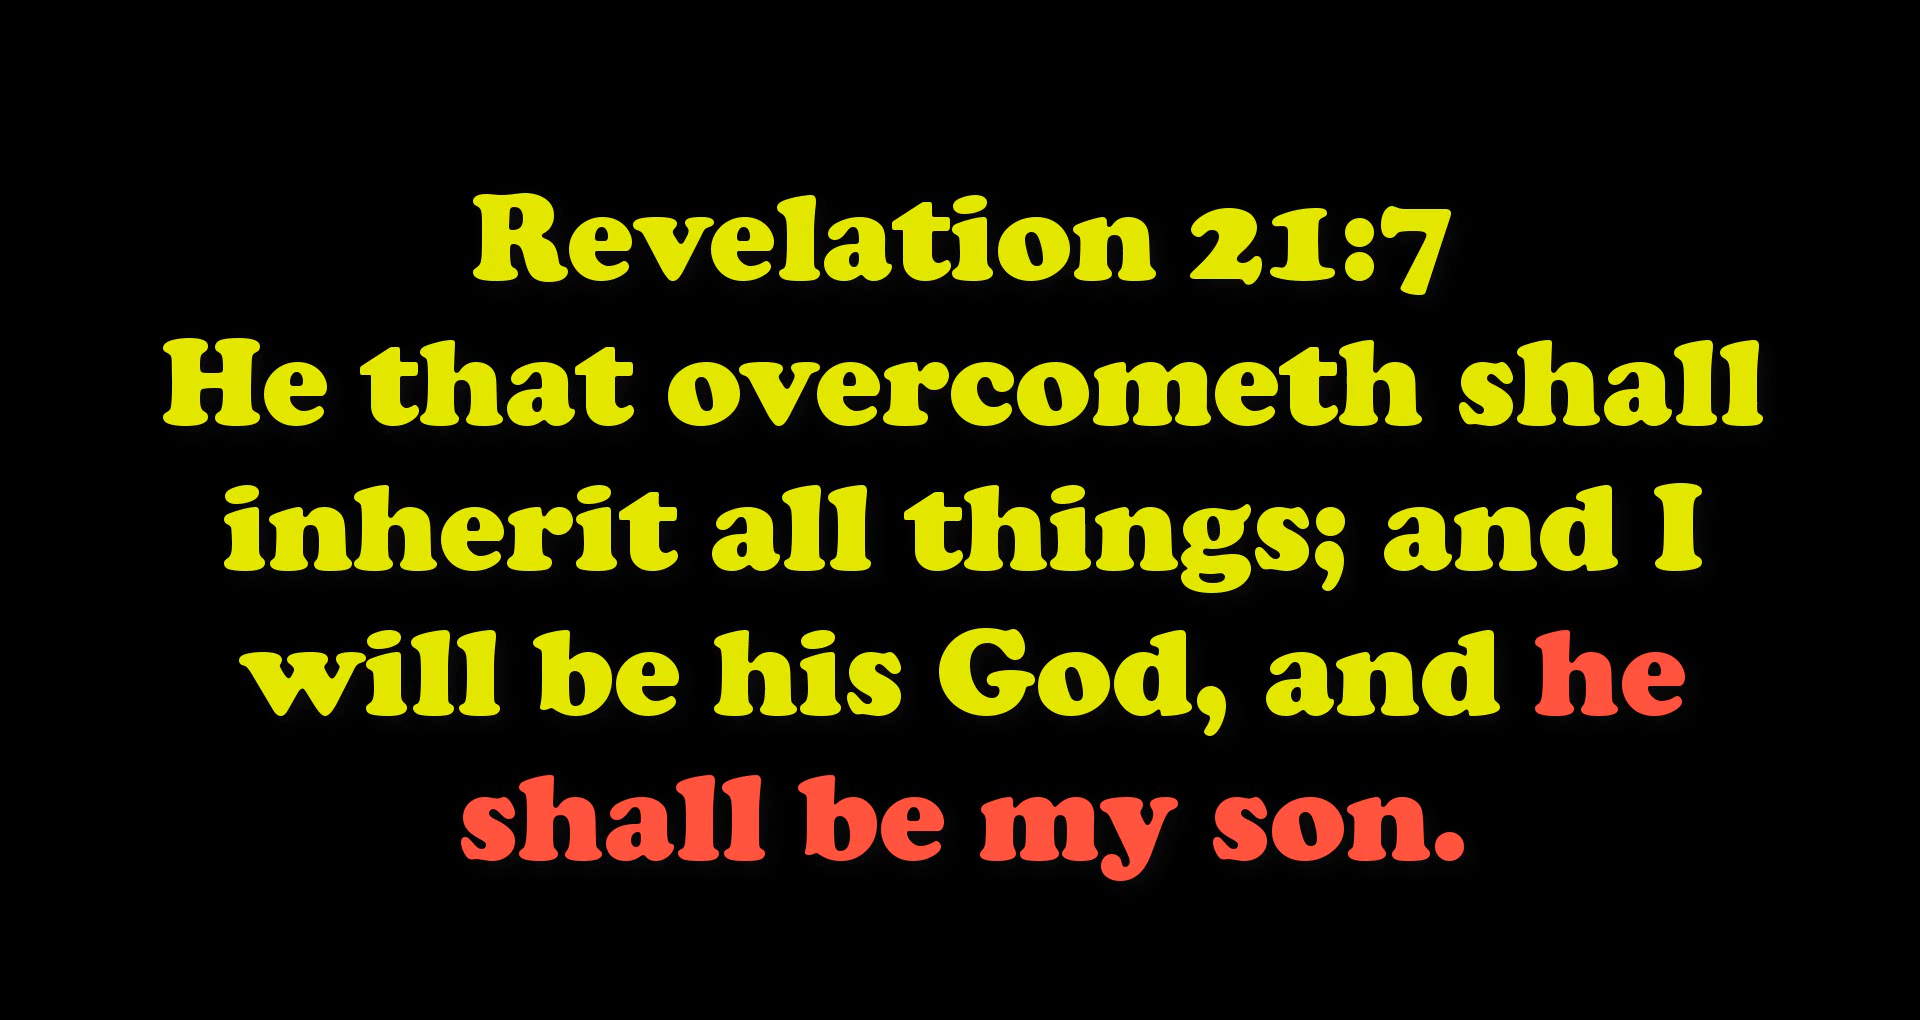 Revelation 21:7
He that overcometh shall
inherit all things; and I
will be his God, and he
shall be my son.